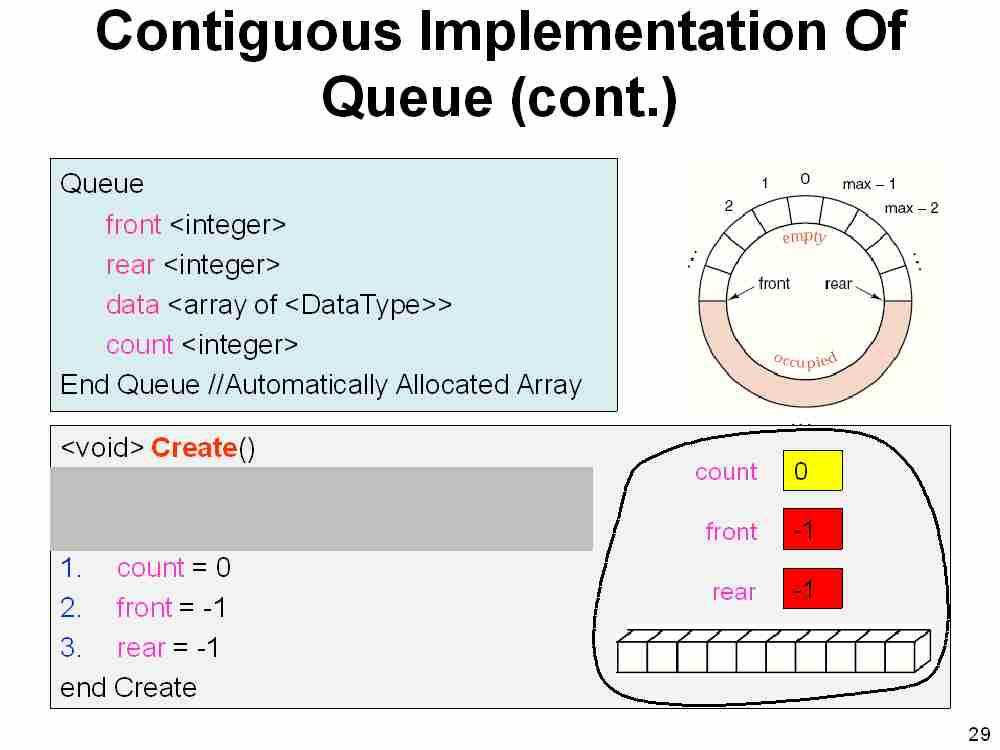 Contiguous Implementation Of
Queue (cont.)
Queue
front <integer>
rear <integer>
data <array of <DataType>>
count <integer>
End Queue //Automatically Allocated Array
1 0 max – 1
2 max – 2
...
...
empty
front rear
occupied
...
<void> Create()
1. count = 0
2. front = -1
3. rear = -1
end Create
count 0
front -1
rear -1
29